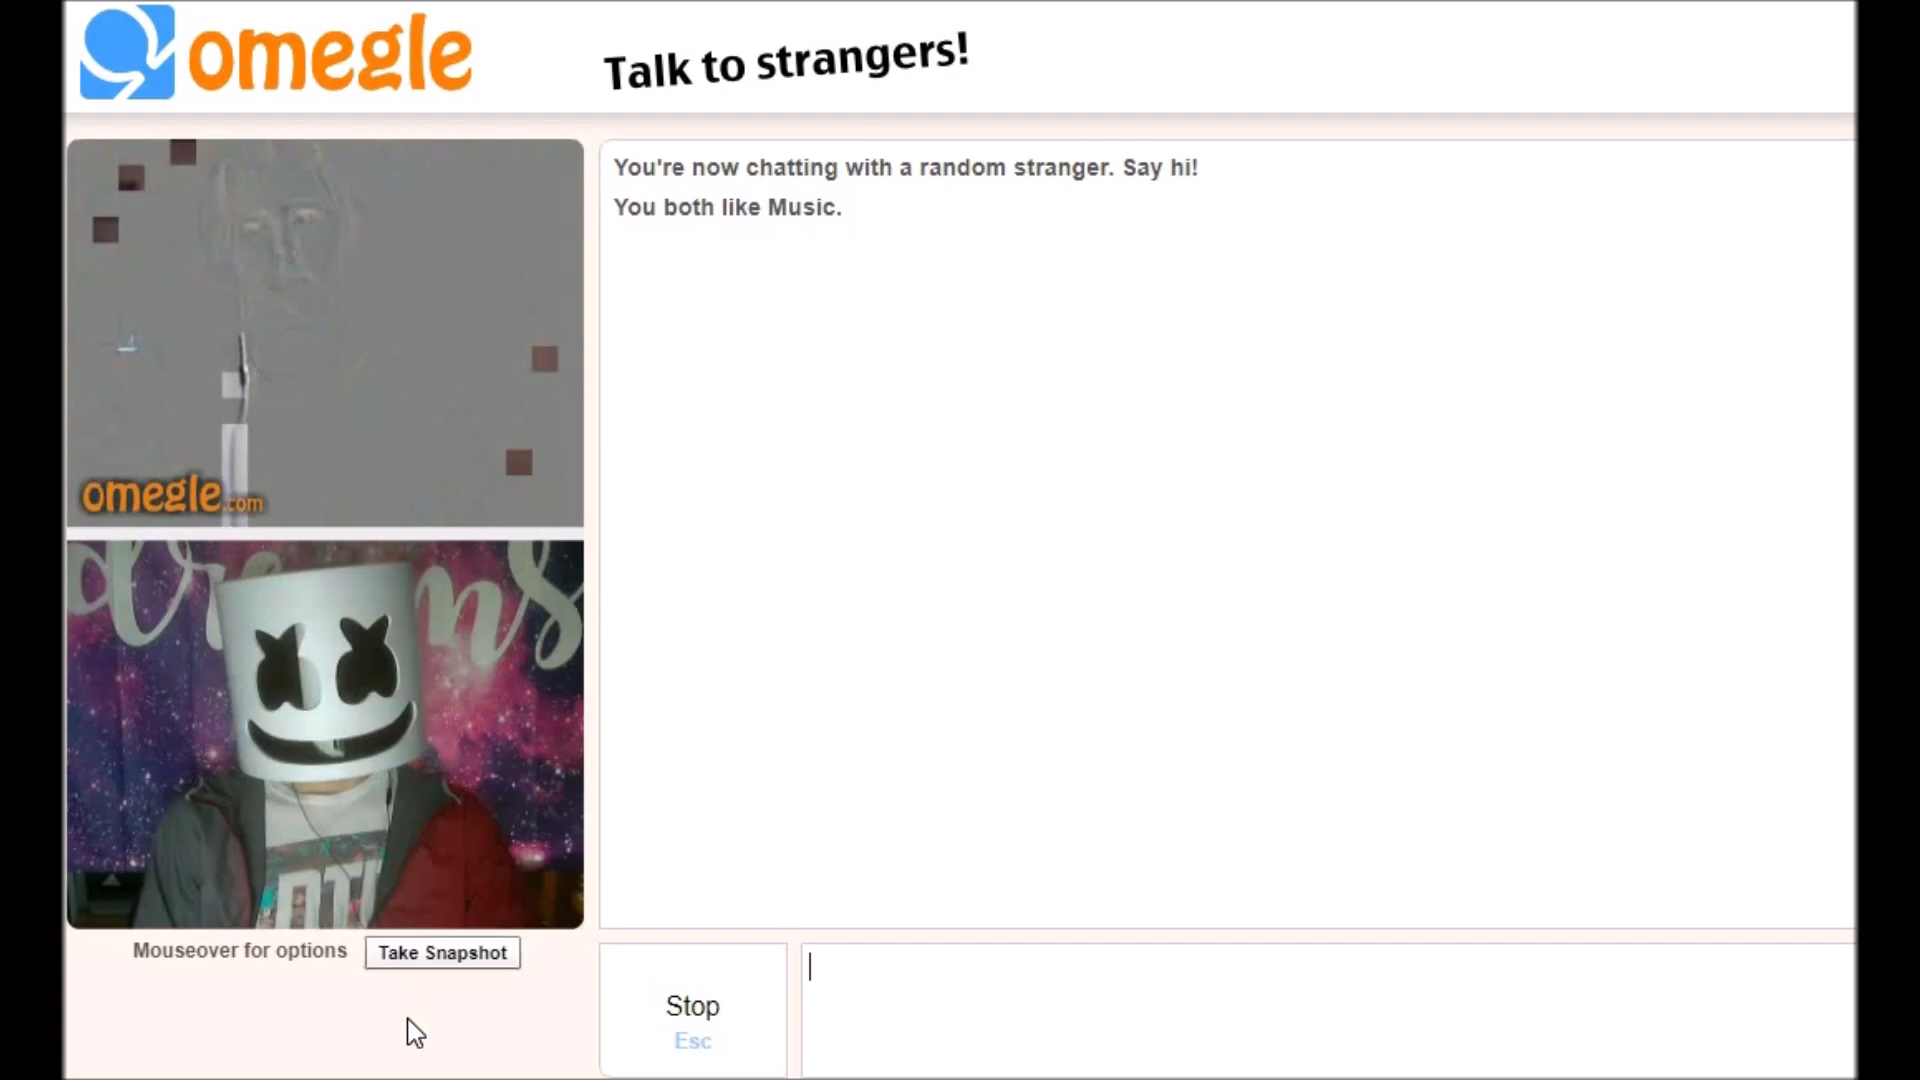 omegle
Talk to strangers!
You're now chatting with a random stranger. Say hi!
You both like Music.
omegle.com
Mouseover for options
Take Snapshot
Stop
Esc